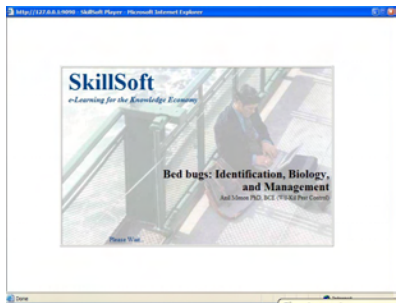 http://127.0.0.1:9090 - SkillSoft Player - Microsoft Internet Explorer
SkillSoft
e-Learning for the Knowledge Economy
Bed bugs: Identification, Biology,
and Management
Please Wait...
Done
Internet